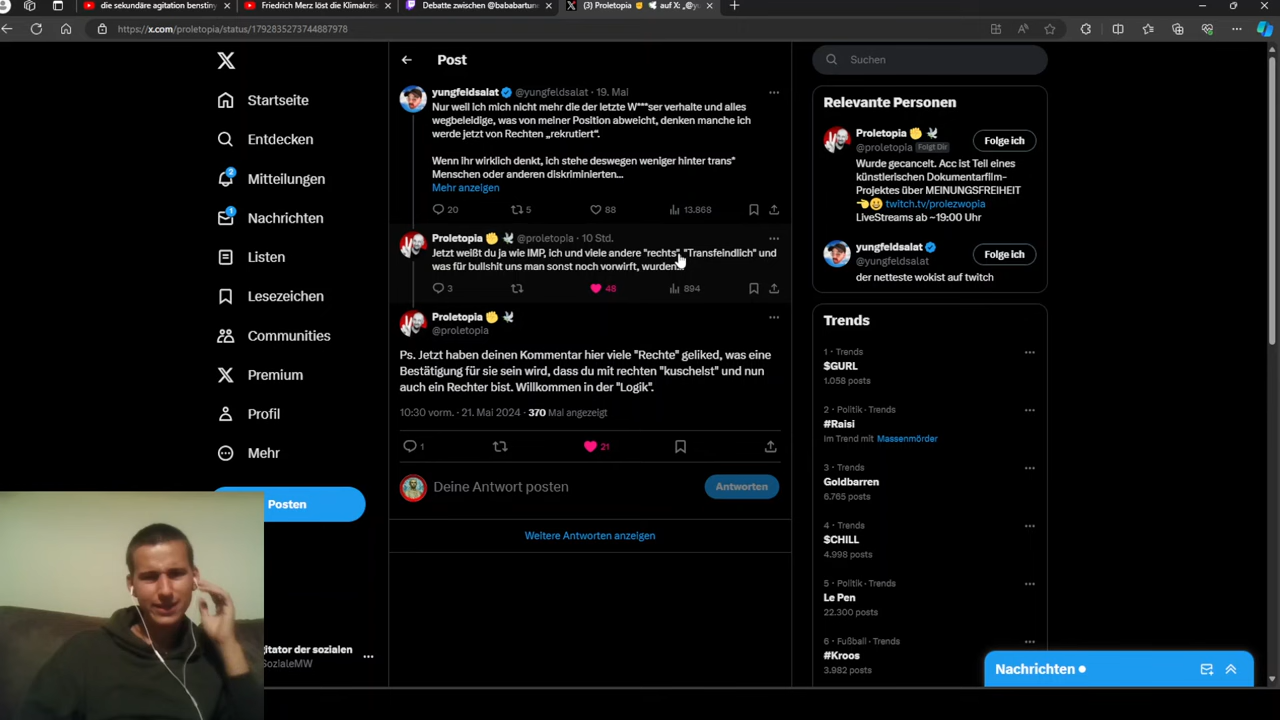 die sekundäre agitation benstiny
Friedrich Merz löst die Klimakrise
Debatte zwischen @bababartun
(3) Proletopia auf X: „@yu
https://x.com/proletopia/status/1792835273744887978
Startseite
Entdecken
2
Mitteilungen
1
Nachrichten
Listen
Lesezeichen
Communities
Premium
Profil
Mehr
Posten
gitator der sozialen
SozialeMW
Post
yungfeldsalat @yungfeldsalat · 19. Mai
Nur weil ich mich nicht mehr die der letzte W***ser verhalte und alles
wegbeleidige, was von meiner Position abweicht, denken manche ich
werde jetzt von Rechten „rekrutiert“.
Wenn ihr wirklich denkt, ich stehe deswegen weniger hinter trans*
Menschen oder anderen diskriminierten...
Mehr anzeigen
20 5 88 13.868
Proletopia @proletopia · 10 Std.
Jetzt weißt du ja wie IMP, ich und viele andere "rechts", "Transfeindlich" und
was für bullshit uns man sonst noch vorwirft, wurden...
3 48 894
Proletopia
@proletopia
Ps. Jetzt haben deinen Kommentar hier viele "Rechte" geliked, was eine
Bestätigung für sie sein wird, dass du mit rechten "kuschelst" und nun
auch ein Rechter bist. Willkommen in der "Logik".
10:30 vorm. · 21. Mai 2024 · 370 Mal angezeigt
1 21
Deine Antwort posten
Antworten
Weitere Antworten anzeigen
Suchen
Relevante Personen
Proletopia
@proletopia Folgt Dir
Folge ich
Wurde gecancelt. Acc ist Teil eines
künstlerischen Dokumentarfilm-
Projektes über MEINUNGSFREIHEIT
twitch.tv/prolezwopia
LiveStreams ab ~19:00 Uhr
yungfeldsalat
@yungfeldsalat
Folge ich
der netteste wokist auf twitch
Trends
1 · Trends
$GURL
1.058 posts
2 · Politik · Trends
#Raisi
Im Trend mit Massenmörder
3 · Trends
Goldbarren
6.765 posts
4 · Trends
$CHILL
4.998 posts
5 · Politik · Trends
Le Pen
22.300 posts
6 · Fußball · Trends
#Kroos
3.982 posts
Nachrichten